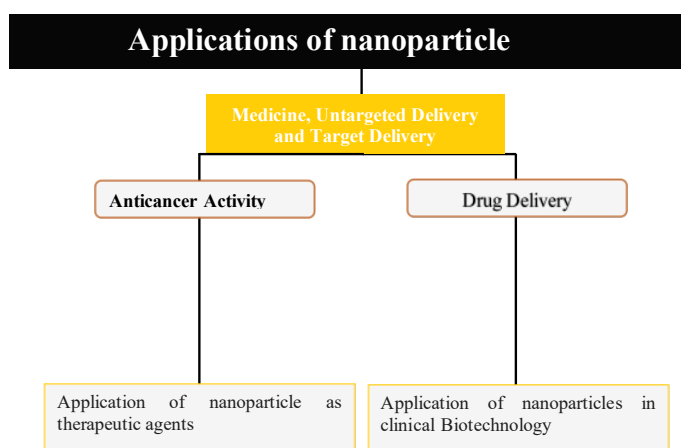 Applications of nanoparticle
Medicine, Untargeted Delivery
and Target Delivery
Anticancer Activity
Drug Delivery
Application of nanoparticle as
therapeutic agents
Application of nanoparticles in
clinical Biotechnology